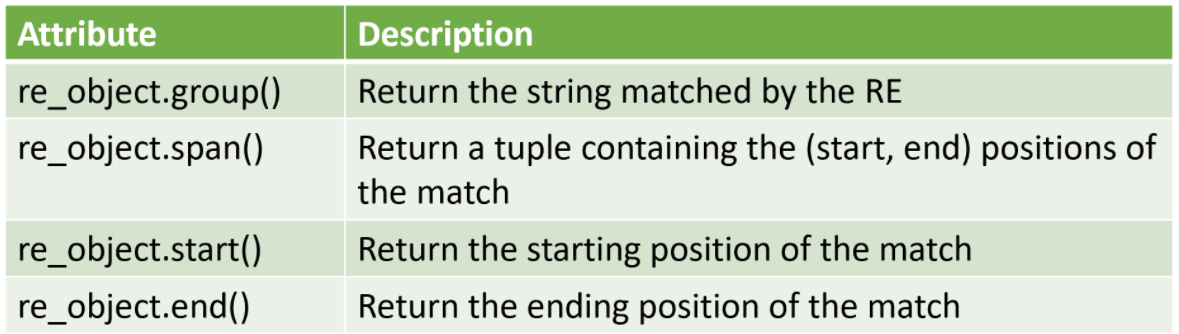 Attribute Description
re_object.group() Return the string matched by the RE
re_object.span() Return a tuple containing the (start, end) positions of
the match
re_object.start() Return the starting position of the match
re_object.end() Return the ending position of the match